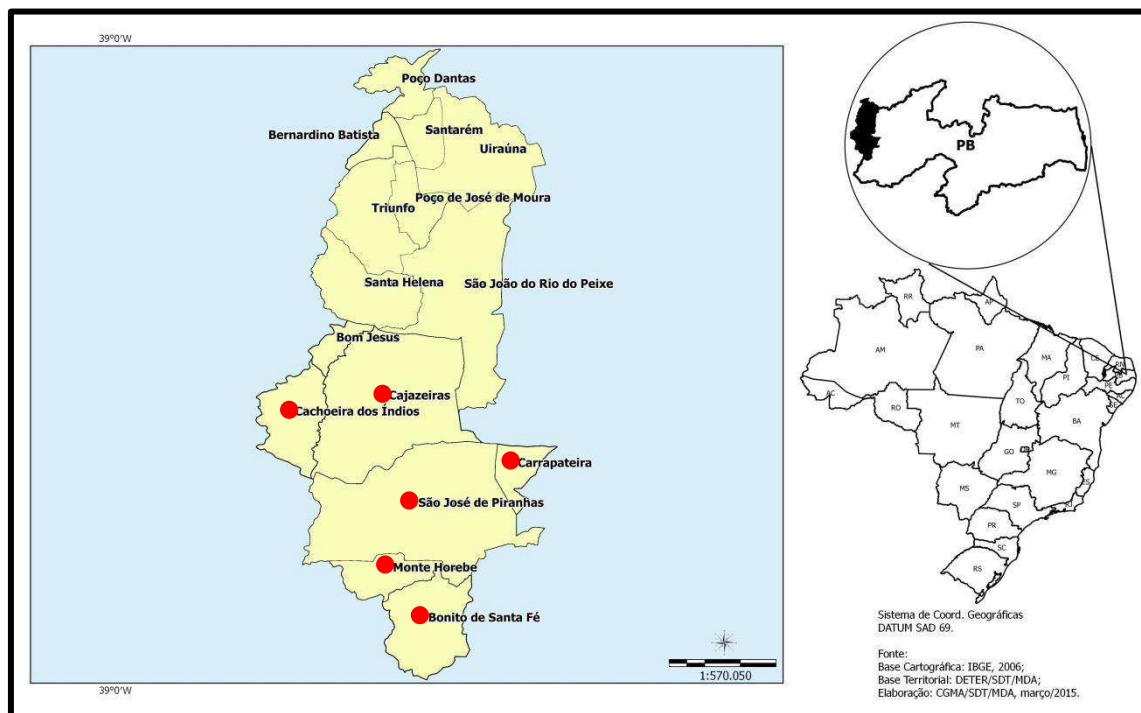 39°0'W
Poço Dantas
Bernardino Batista
Santarém
Uiraúna
Poço de José de Moura
Triunfo
Santa Helena
São João do Rio do Peixe
Bom Jesus
Cajazeiras
Cachoeira dos Índios
Carrapateira
São José de Piranhas
Monte Horebe
Bonito de Santa Fé
1:570.050
39°0'W
PB
RR
AP
AM
PA
MA
CE
RN
PI
PE
AC
RO
TO
SE
MT
BA
GO
MG
MS
ES
SP
RJ
PR
SC
RS
Sistema de Coord. Geográficas
DATUM SAD 69.
Fonte:
Base Cartográfica: IBGE, 2006;
Base Territorial: DETER/SDT/MDA;
Elaboração: CGMA/SDT/MDA, março/2015.